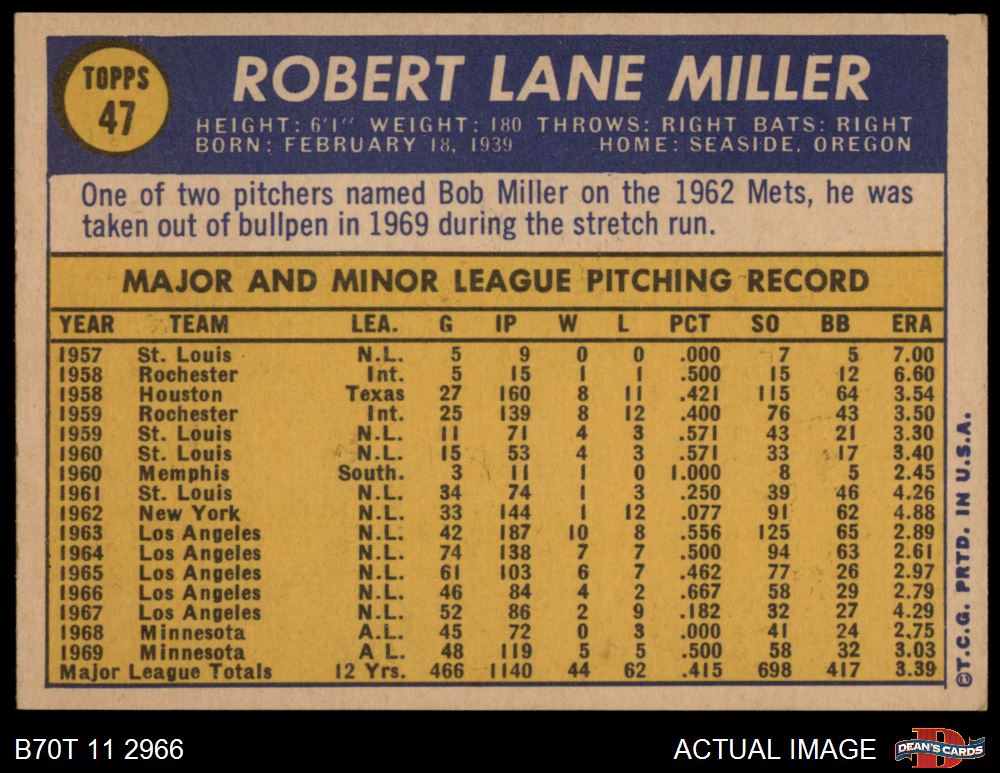 TOPPS
47
ROBERT LANE MILLER
HEIGHT: 6'1" WEIGHT: 180 THROWS: RIGHT BATS: RIGHT
BORN: FEBRUARY 18, 1939 HOME: SEASIDE, OREGON
One of two pitchers named Bob Miller on the 1962 Mets, he was
taken out of bullpen in 1969 during the stretch run.
MAJOR AND MINOR LEAGUE PITCHING RECORD
YEAR TEAM LEA. G IP W L PCT SO BB ERA
1957 St. Louis N.L. 5 9 0 0 .000 7 5 7.00
1958 Rochester Int. 5 15 1 1 .500 15 12 6.60
1958 Houston Texas 27 160 8 11 .421 115 64 3.54
1959 Rochester Int. 25 139 8 12 .400 76 43 3.50
1959 St. Louis N.L. 11 71 4 3 .571 43 21 3.30
1960 St. Louis N.L. 15 53 4 3 .571 33 17 3.40
1960 Memphis South. 3 11 1 0 1.000 8 5 2.45
1961 St. Louis N.L. 34 74 1 3 .250 39 46 4.26
1962 New York N.L. 33 144 1 12 .077 91 62 4.88
1963 Los Angeles N.L. 42 187 10 8 .556 125 65 2.89
1964 Los Angeles N.L. 74 138 7 7 .500 94 63 2.61
1965 Los Angeles N.L. 61 103 6 7 .462 77 26 2.97
1966 Los Angeles N.L. 46 84 4 2 .667 58 29 2.79
1967 Los Angeles N.L. 52 86 2 9 .182 32 27 4.29
1968 Minnesota A.L. 45 72 0 3 .000 41 24 2.75
1969 Minnesota A L. 48 119 5 5 .500 58 32 3.03
Major League Totals 12 Yrs. 466 1140 44 62 .415 698 417 3.39
©T.C.G. PRTD. IN U.S.A.
B70T 11 2966
ACTUAL IMAGE
D
DEAN'S CARDS